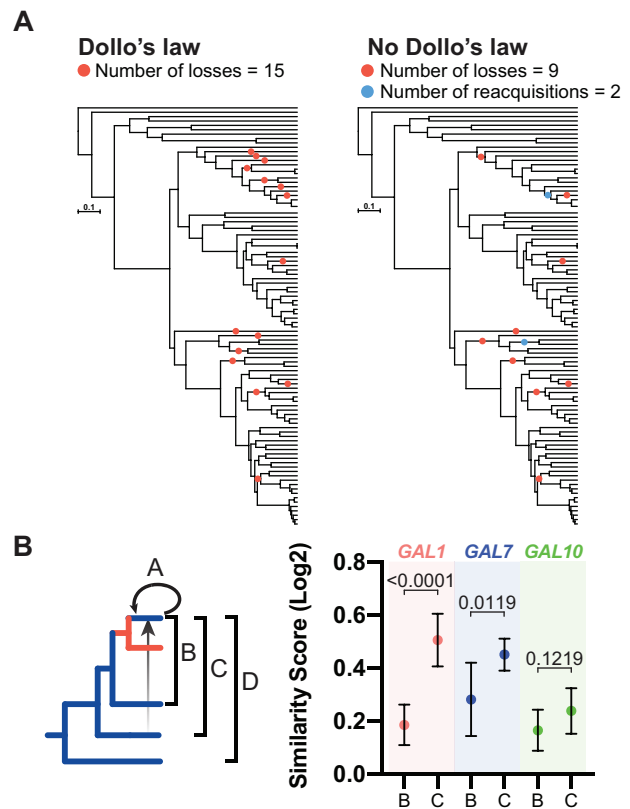 A
Dollo's law
Number of losses = 15
No Dollo's law
Number of losses = 9
Number of reacquisitions = 2
0.1
0.1
B
A
B
C
D
Similarity Score (Log2)
GAL1
GAL7
GAL10
0.8
0.6
0.4
0.2
0.0
<0.0001
0.0119
0.1219
B C B C B C